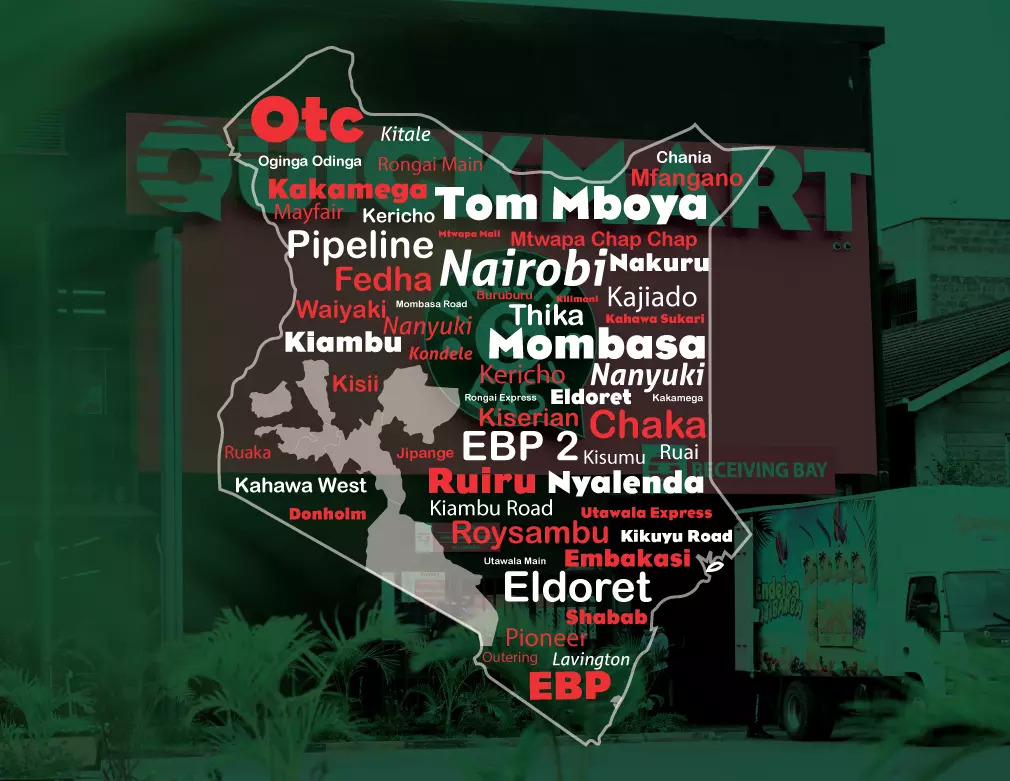 QUICKMART
Otc
Kitale
Oginga Odinga
Rongai Main
Chania
Mfangano
Kakamega
Mayfair
Kericho
Tom Mboya
Pipeline
Mtwapa Mall
Mtwapa Chap Chap
Fedha
Nairobi
Nakuru
Buruburu
Kilimani
Kajiado
Waiyaki
Mombasa Road
Nanyuki
Thika
Kahawa Sukari
Kiambu
Kondele
Mombasa
Kisii
Kericho
Nanyuki
Rongai Express
Eldoret
Kakamega
Kiserian
Chaka
Ruaka
Jipange
EBP 2
Kisumu
Ruai
RECEIVING BAY
Kahawa West
Ruiru
Nyalenda
Donholm
Kiambu Road
Utawala Express
Roysambu
Kikuyu Road
Utawala Main
Embakasi
Eldoret
Shabab
Pioneer
Outering
Lavington
EBP